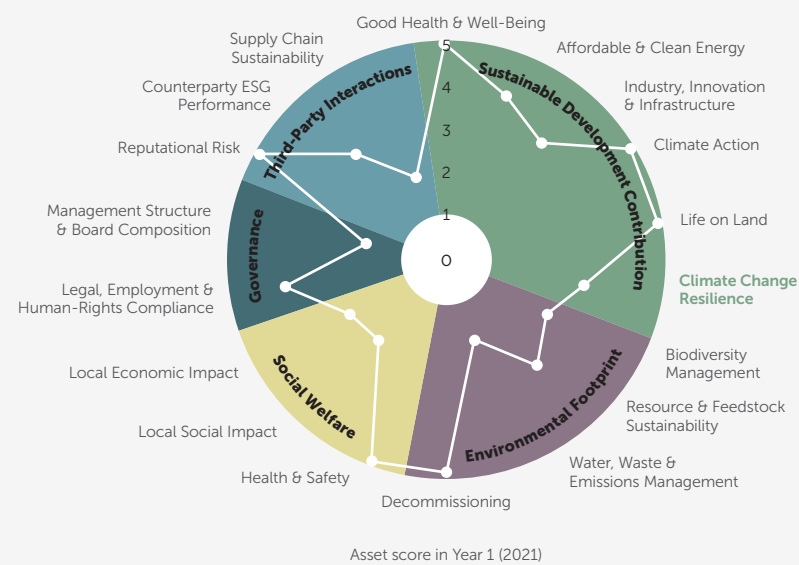 Good Health & Well-Being
Affordable & Clean Energy
Industry, Innovation
& Infrastructure
Climate Action
Life on Land
Climate Change
Resilience
Biodiversity
Management
Resource & Feedstock
Sustainability
Water, Waste &
Emissions Management
Decommissioning
Health & Safety
Local Social Impact
Local Economic Impact
Legal, Employment &
Human-Rights Compliance
Management Structure
& Board Composition
Reputational Risk
Counterparty ESG
Performance
Supply Chain
Sustainability
Third-Party Interactions
Sustainable Development Contribution
Environmental Footprint
Social Welfare
Governance
5
4
3
2
1
0
Asset score in Year 1 (2021)